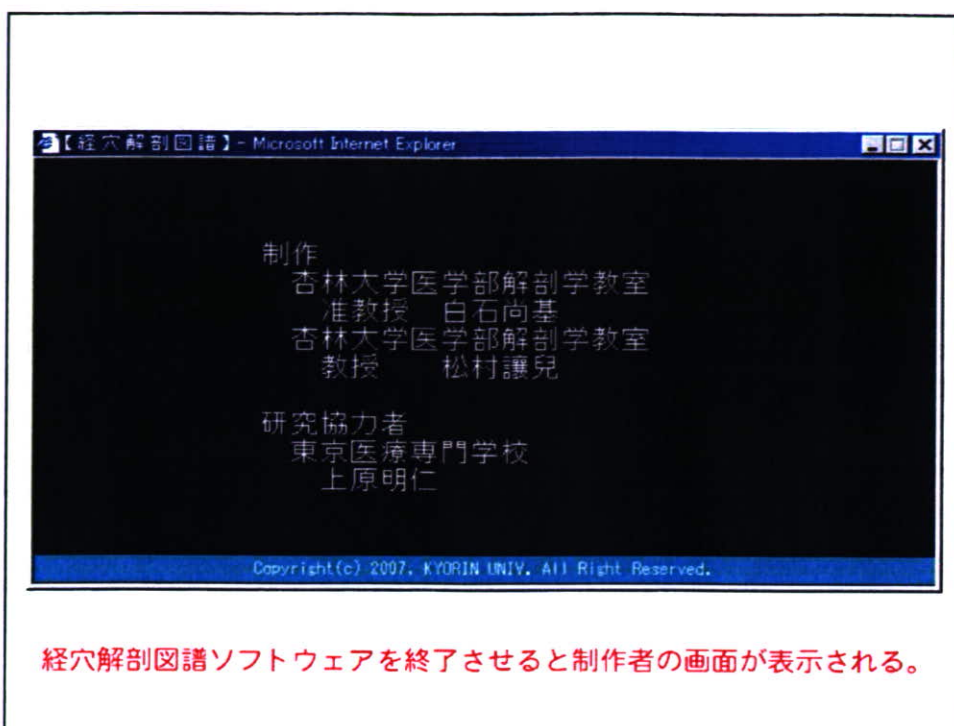 【経穴解剖図譜】- Microsoft Internet Explorer
制作
杏林大学医学部解剖学教室
准教授 白石尚基
杏林大学医学部解剖学教室
教授 松村讓兒
研究協力者
東京医療専門学校
上原明仁
Copyright(c) 2007. KYORIN UNIV. All Right Reserved.
経穴解剖図譜ソフトウェアを終了させると制作者の画面が表示される。